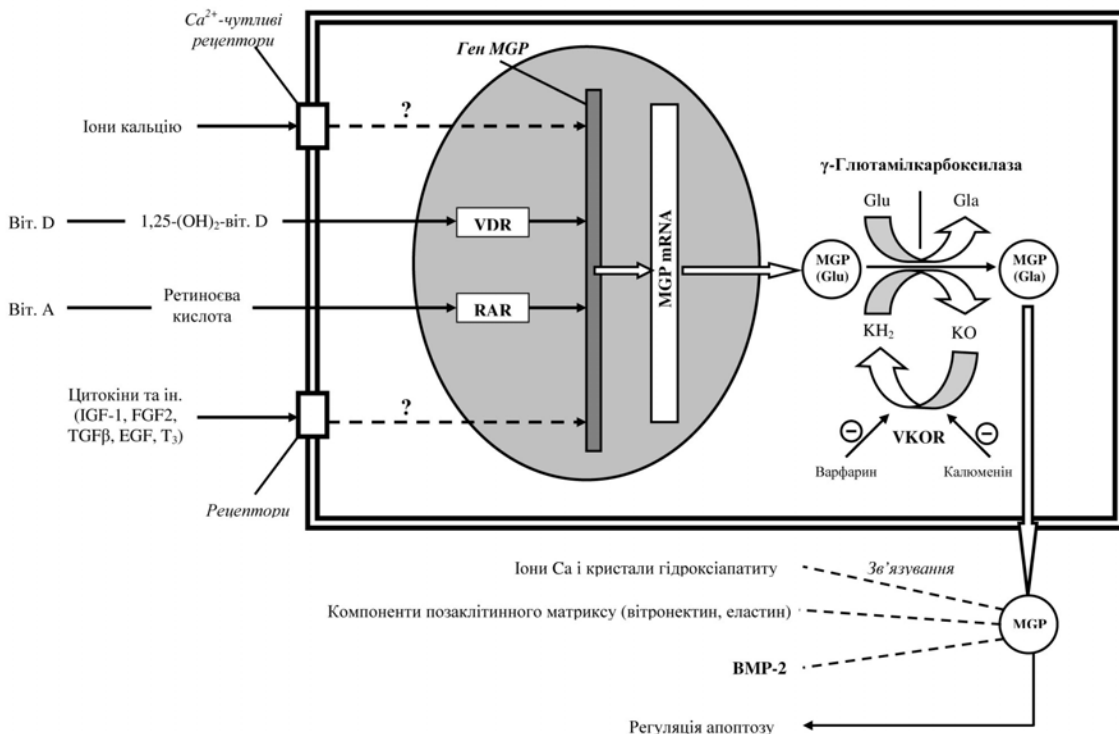 Ca²⁺-чутливі
рецептори
Ген MGP
?
Іони кальцію
γ-Глютамілкарбоксилаза
Glu
Gla
Віт. D
1,25-(OH)₂-віт. D
VDR
MGP mRNA
MGP
(Glu)
MGP
(Gla)
Віт. A
Ретиноєва
кислота
RAR
KH₂
KO
Цитокіни та ін.
(IGF-1, FGF2,
TGFβ, EGF, T₃)
?
VKOR
Варфарин
Калюменін
Рецептори
Іони Ca і кристали гідроксіапатиту
Зв’язування
Компоненти позаклітинного матриксу (вітронектин, еластин)
MGP
BMP-2
Регуляція апоптозу